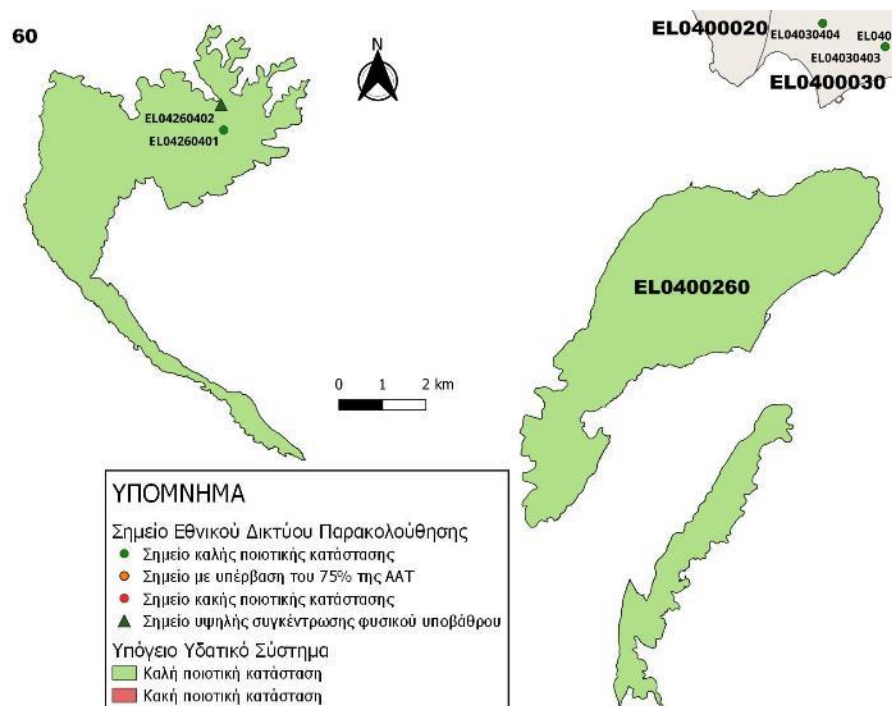 60
N
EL0400020
EL04030404
EL040
EL04030403
EL0400030
EL04260402
EL04260401
EL0400260
0 1 2 km
ΥΠΟΜΝΗΜΑ
Σημείο Εθνικού Δικτύου Παρακολούθησης
Σημείο καλής ποιοτικής κατάστασης
Σημείο με υπέρβαση του 75% της ΑΑΤ
Σημείο κακής ποιοτικής κατάστασης
Σημείο υψηλής συγκέντρωσης φυσικού υποβάθρου
Υπόγειο Υδατικό Σύστημα
Καλή ποιοτική κατάσταση
Κακή ποιοτική κατάσταση